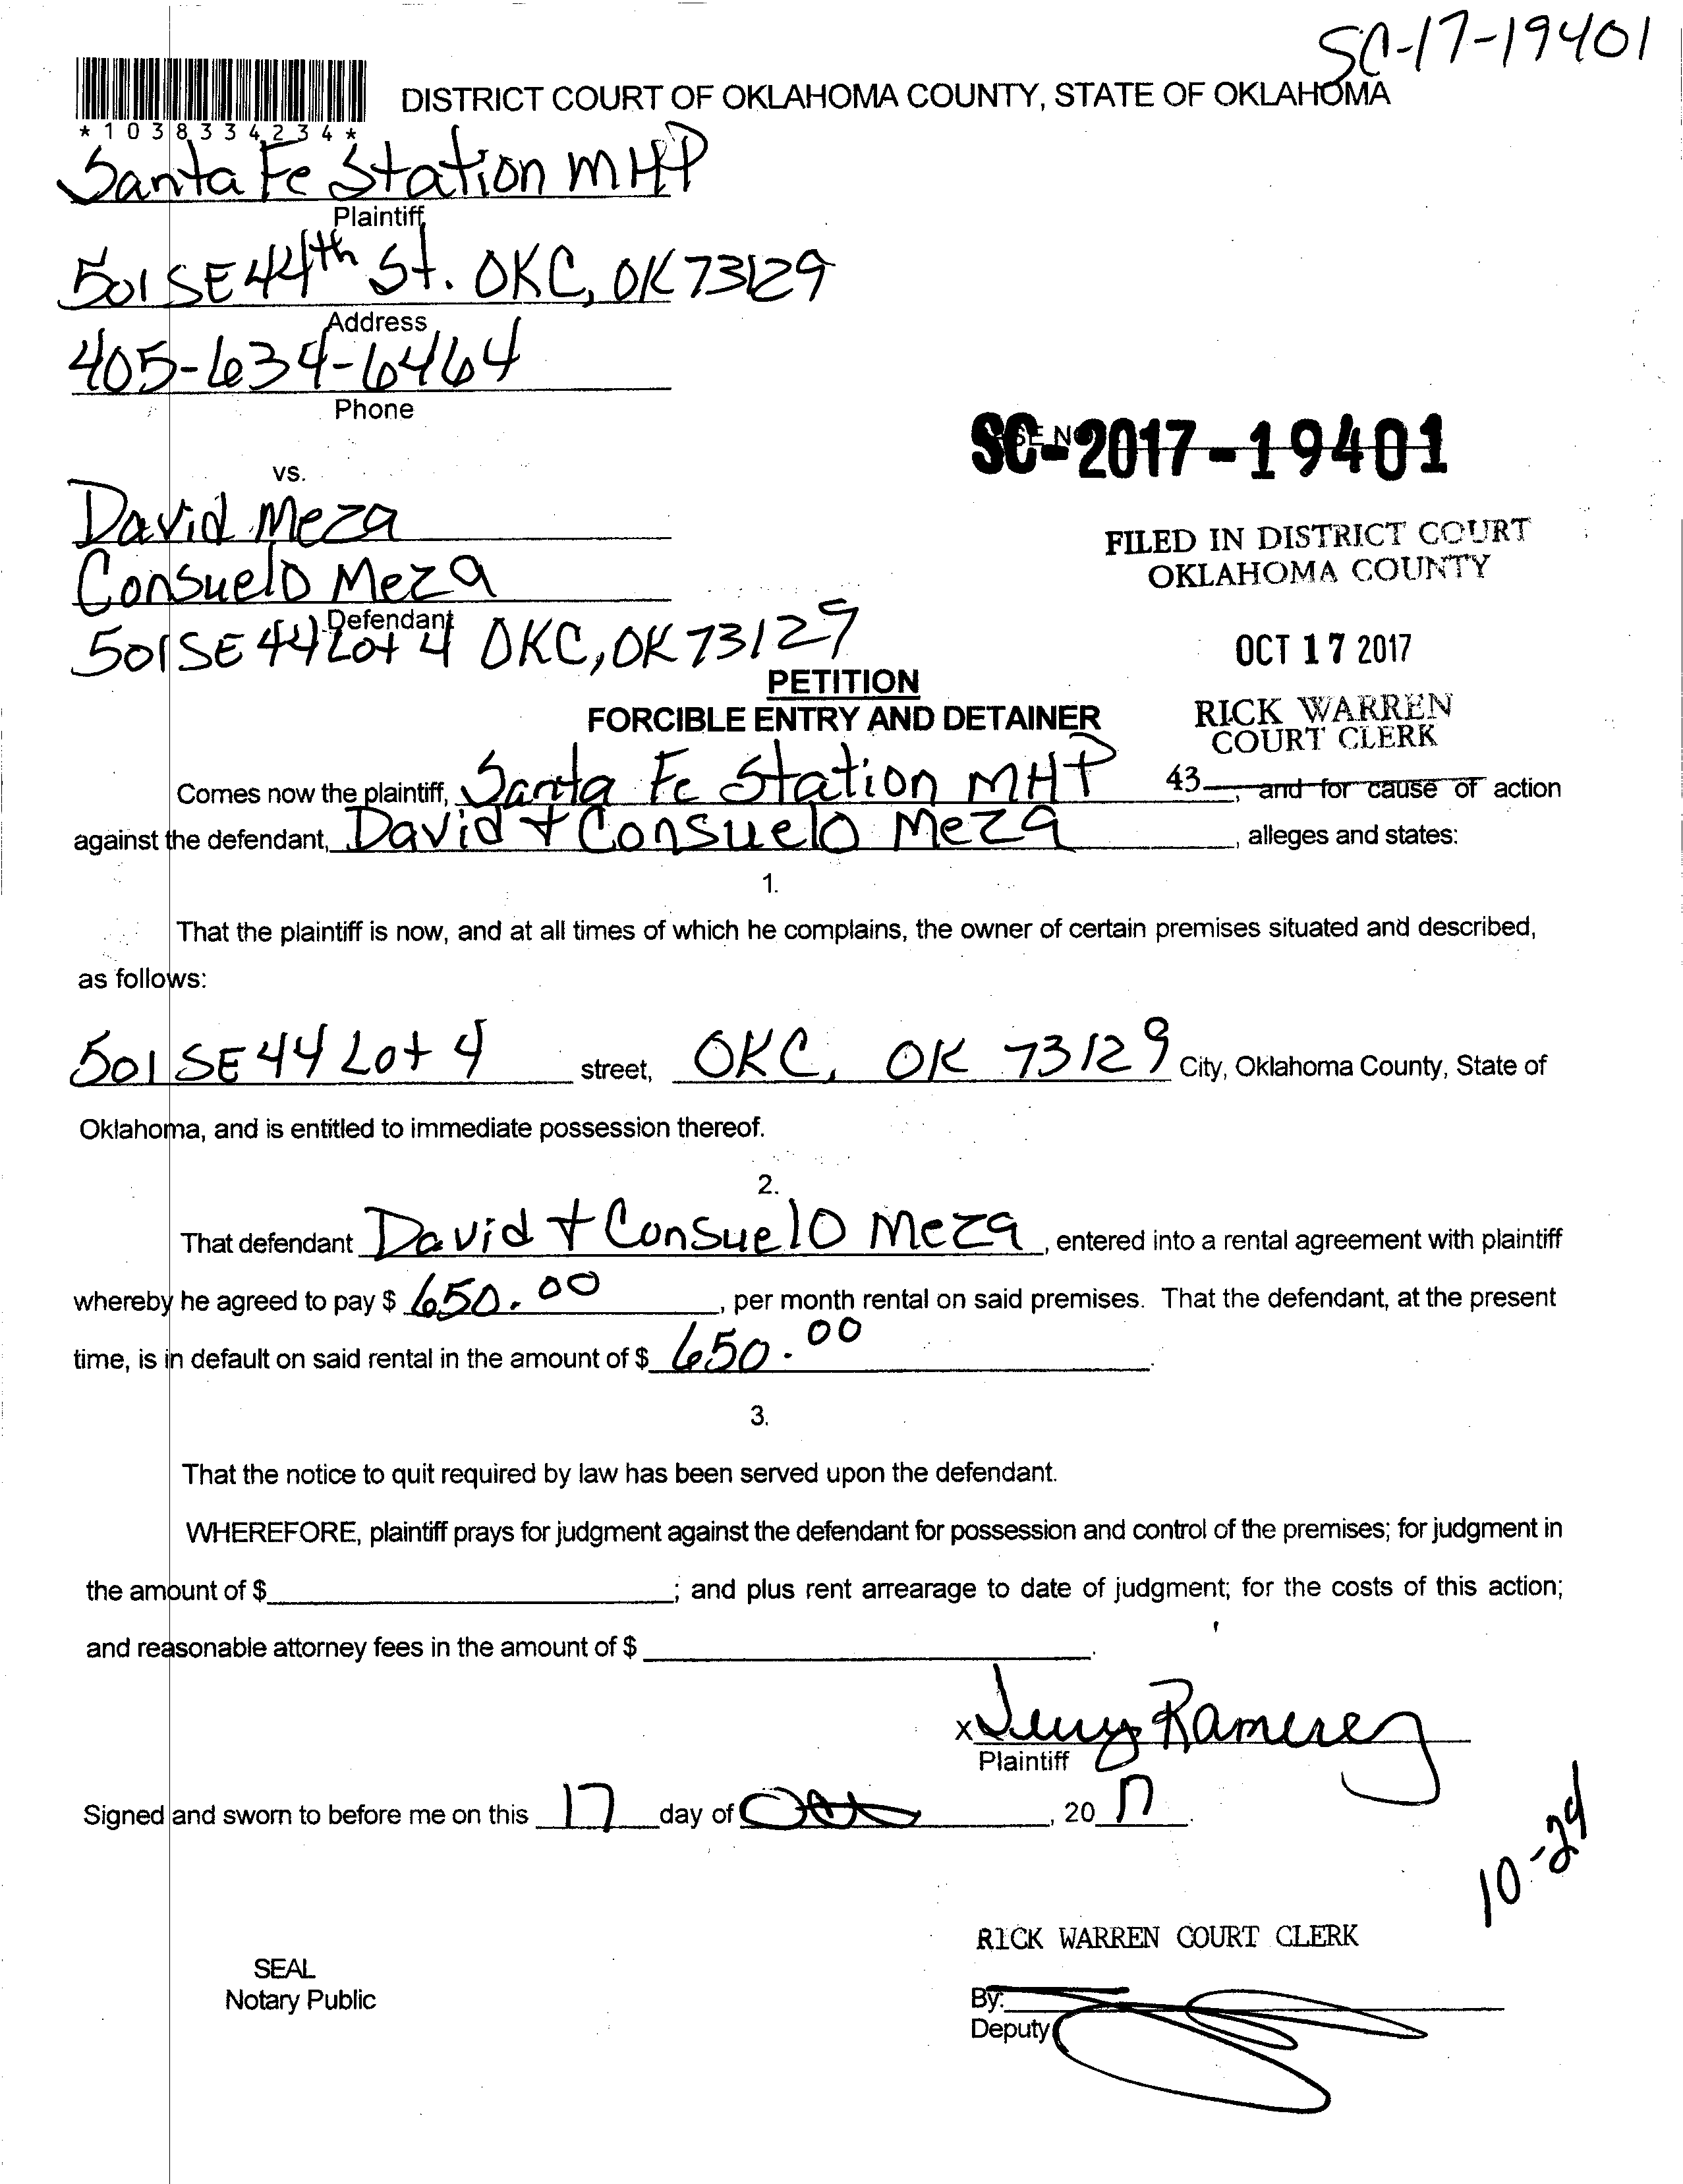 SC-17-19401
DISTRICT COURT OF OKLAHOMA COUNTY, STATE OF OKLAHOMA
*1038334234*
Santa Fe Station MHP
Plaintiff
501 SE 44th St. OKC, OK 73129
Address
405-634-6464
Phone
SC-2017-19401
vs.
David Meza
FILED IN DISTRICT COURT
OKLAHOMA COUNTY
Consuelo Meza
Defendant
501 SE 44 Lot 4 OKC, OK 73129
OCT 17 2017
PETITION
FORCIBLE ENTRY AND DETAINER
RICK WARREN
COURT CLERK
Comes now the plaintiff, Santa Fe Station MHP 43 , and for cause of action
against the defendant, David + Consuelo Meza , alleges and states:
1.
That the plaintiff is now, and at all times of which he complains, the owner of certain premises situated and described,
as follows:
501 SE 44 Lot 4 street, OKC, OK 73129 City, Oklahoma County, State of
Oklahoma, and is entitled to immediate possession thereof.
2.
That defendant David + Consuelo Meza , entered into a rental agreement with plaintiff
whereby he agreed to pay $ 650.00 , per month rental on said premises. That the defendant, at the present
time, is in default on said rental in the amount of $ 650.00 .
3.
That the notice to quit required by law has been served upon the defendant.
WHEREFORE, plaintiff prays for judgment against the defendant for possession and control of the premises; for judgment in
the amount of $ ; and plus rent arrearage to date of judgment; for the costs of this action;
and reasonable attorney fees in the amount of $ .
x Ramirez
Plaintiff
Signed and sworn to before me on this 17 day of Oct , 20 17 .
10-24
RICK WARREN COURT CLERK
SEAL
Notary Public
By:
Deputy